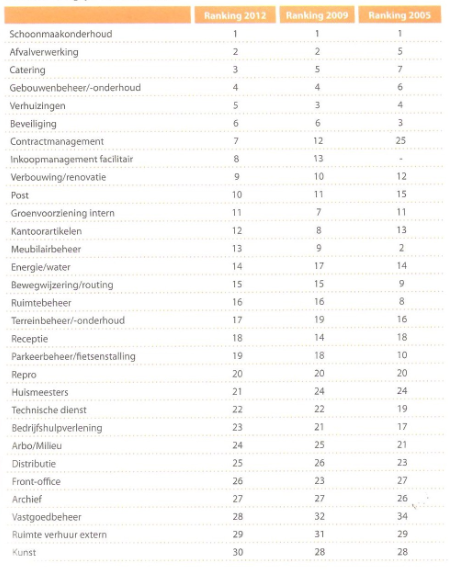 Ranking 2012 Ranking 2009 Ranking 2005
Schoonmaakonderhoud 1 1 1
Afvalverwerking 2 2 5
Catering 3 5 7
Gebouwenbeheer/-onderhoud 4 4 6
Verhuizingen 5 3 4
Beveiliging 6 6 3
Contractmanagement 7 12 25
Inkoopmanagement facilitair 8 13 -
Verbouwing/renovatie 9 10 12
Post 10 11 15
Groenvoorziening intern 11 7 11
Kantoorartikelen 12 8 13
Meubilairbeheer 13 9 2
Energie/water 14 17 14
Bewegwijzering/routing 15 15 9
Ruimtebeheer 16 16 8
Terreinbeheer/-onderhoud 17 19 16
Receptie 18 14 18
Parkeerbeheer/fietsenstalling 19 18 10
Repro 20 20 20
Huismeesters 21 24 24
Technische dienst 22 22 19
Bedrijfshulpverlening 23 21 17
Arbo/Milieu 24 25 21
Distributie 25 26 23
Front-office 26 23 27
Archief 27 27 26
Vastgoedbeheer 28 32 34
Ruimte verhuur extern 29 31 29
Kunst 30 28 28